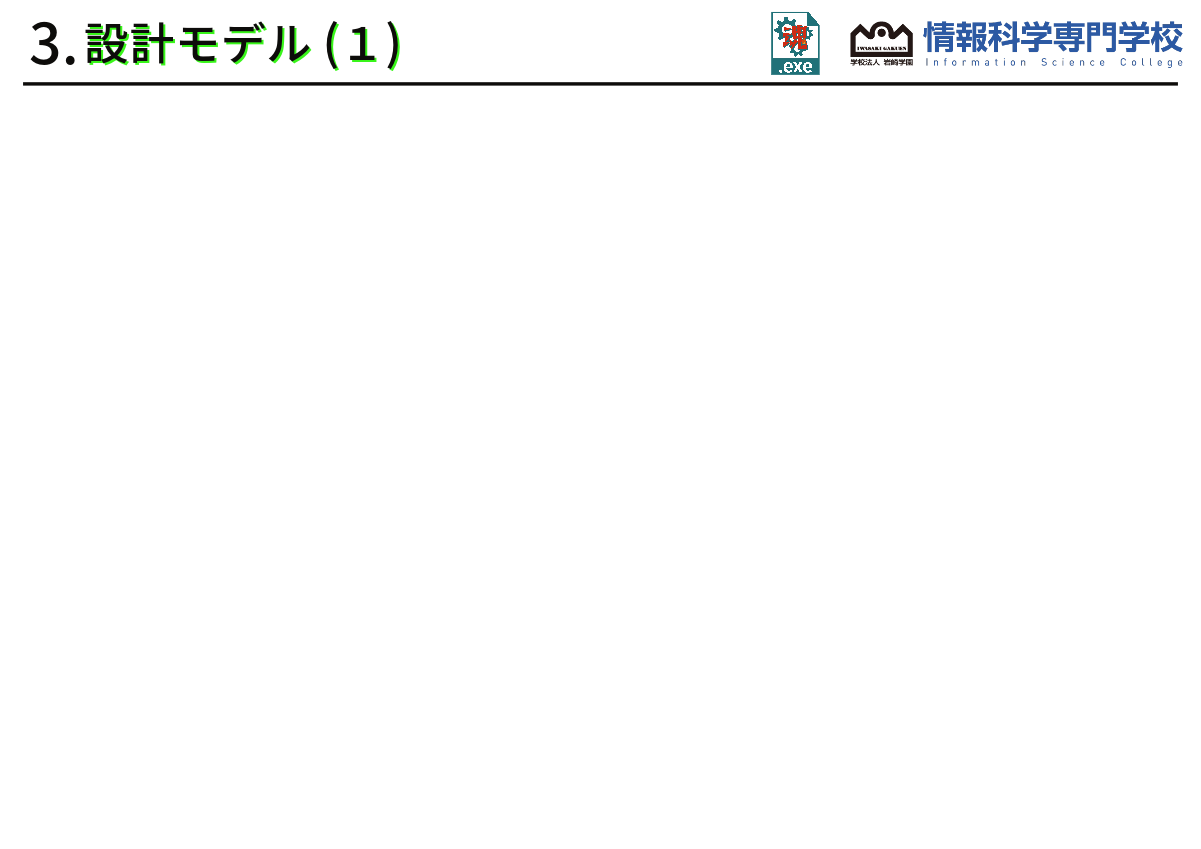 3. 設計モデル (１)
魂
.exe
IWASAKI GAKUEN
学校法人 岩崎学園
情報科学専門学校
Information Science College